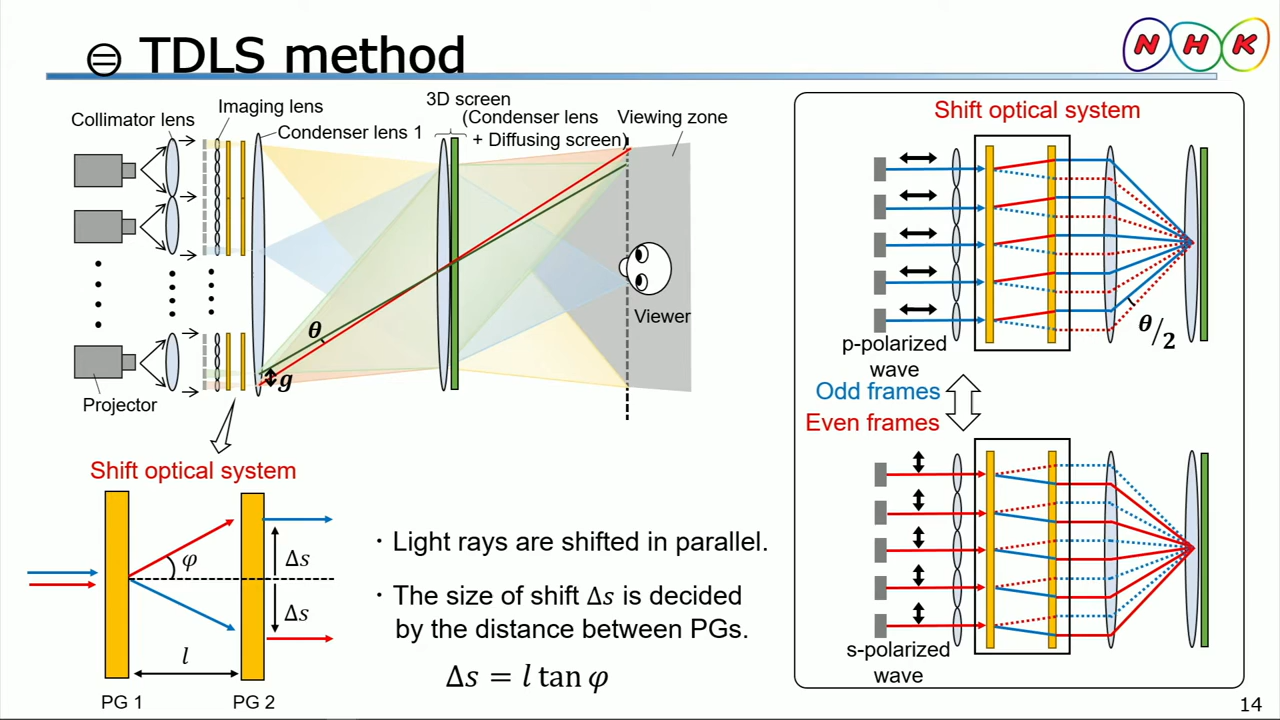 TDLS method
NHK
Imaging lens
Collimator lens
Condenser lens 1
3D screen
(Condenser lens
+ Diffusing screen)
Viewing zone
θ
g
Viewer
Projector
Shift optical system
φ
Δs
Δs
l
PG 1
PG 2
・Light rays are shifted in parallel.
・The size of shift Δs is decided
by the distance between PGs.
Δs = l tan φ
Shift optical system
θ/2
p-polarized
wave
Odd frames
Even frames
s-polarized
wave
14